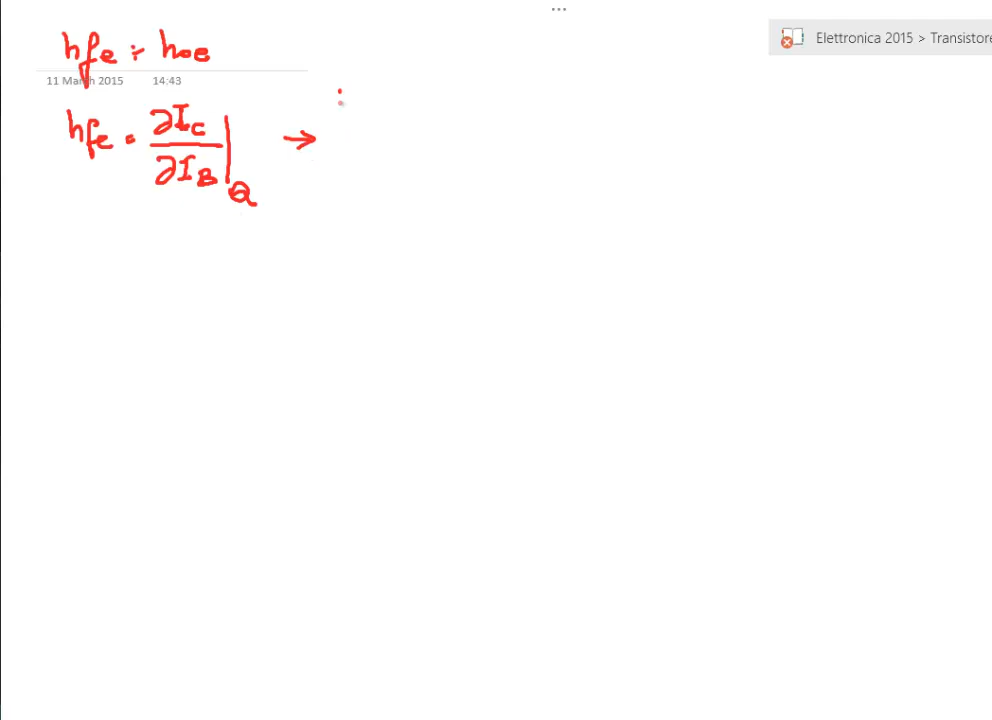 ...
hfe ÷ hoe
Elettronica 2015 > Transistore
11 March 2015 14:43
hfe = ∂Ic / ∂IB |Q →